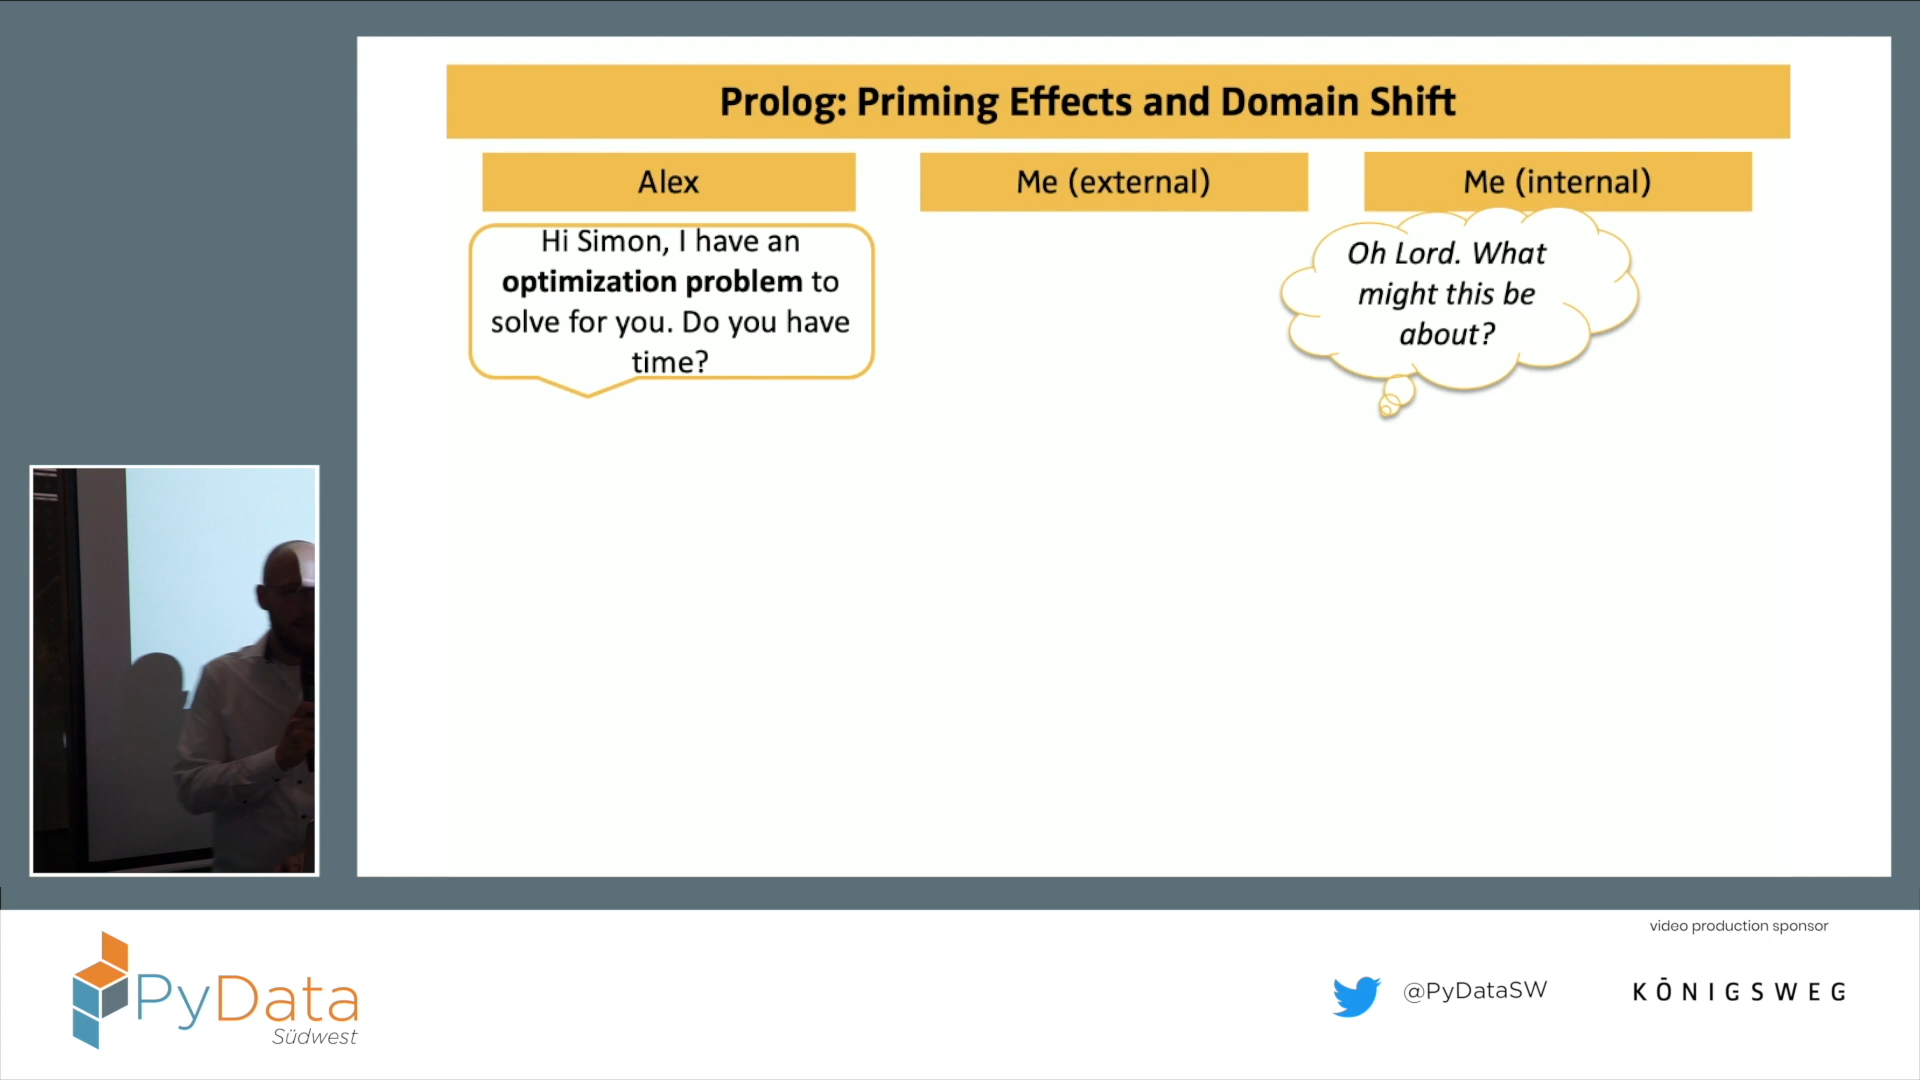 Prolog: Priming Effects and Domain Shift
Alex
Me (external)
Me (internal)
Hi Simon, I have an
optimization problem to
solve for you. Do you have
time?
Oh Lord. What
might this be
about?
video production sponsor
PyData
Südwest
@PyDataSW
KÖNIGSWEG